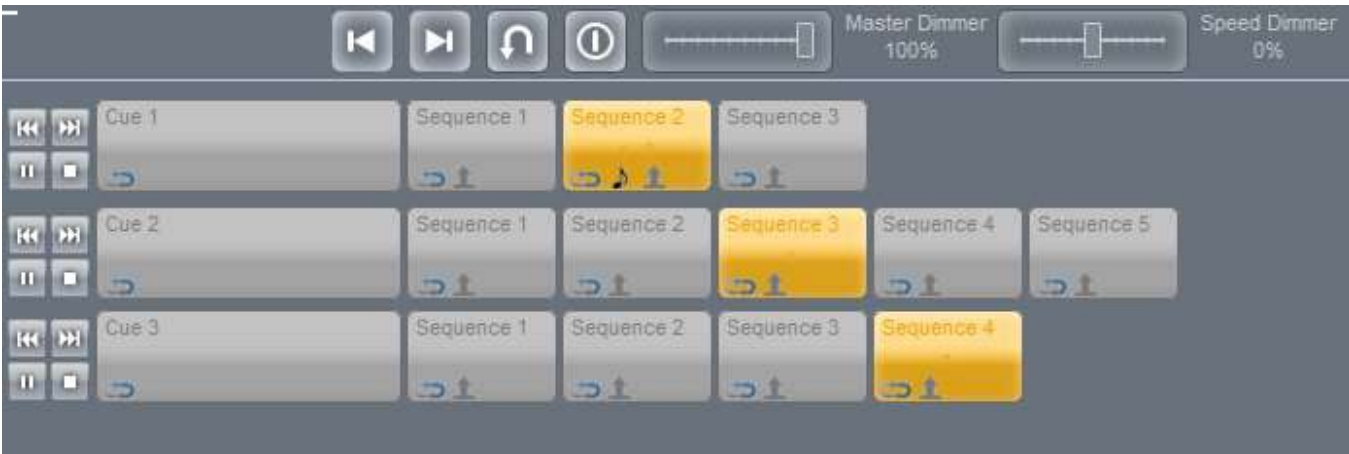 Master Dimmer
100%
Speed Dimmer
0%
Cue 1
Sequence 1
Sequence 2
Sequence 3
Cue 2
Sequence 1
Sequence 2
Sequence 3
Sequence 4
Sequence 5
Cue 3
Sequence 1
Sequence 2
Sequence 3
Sequence 4